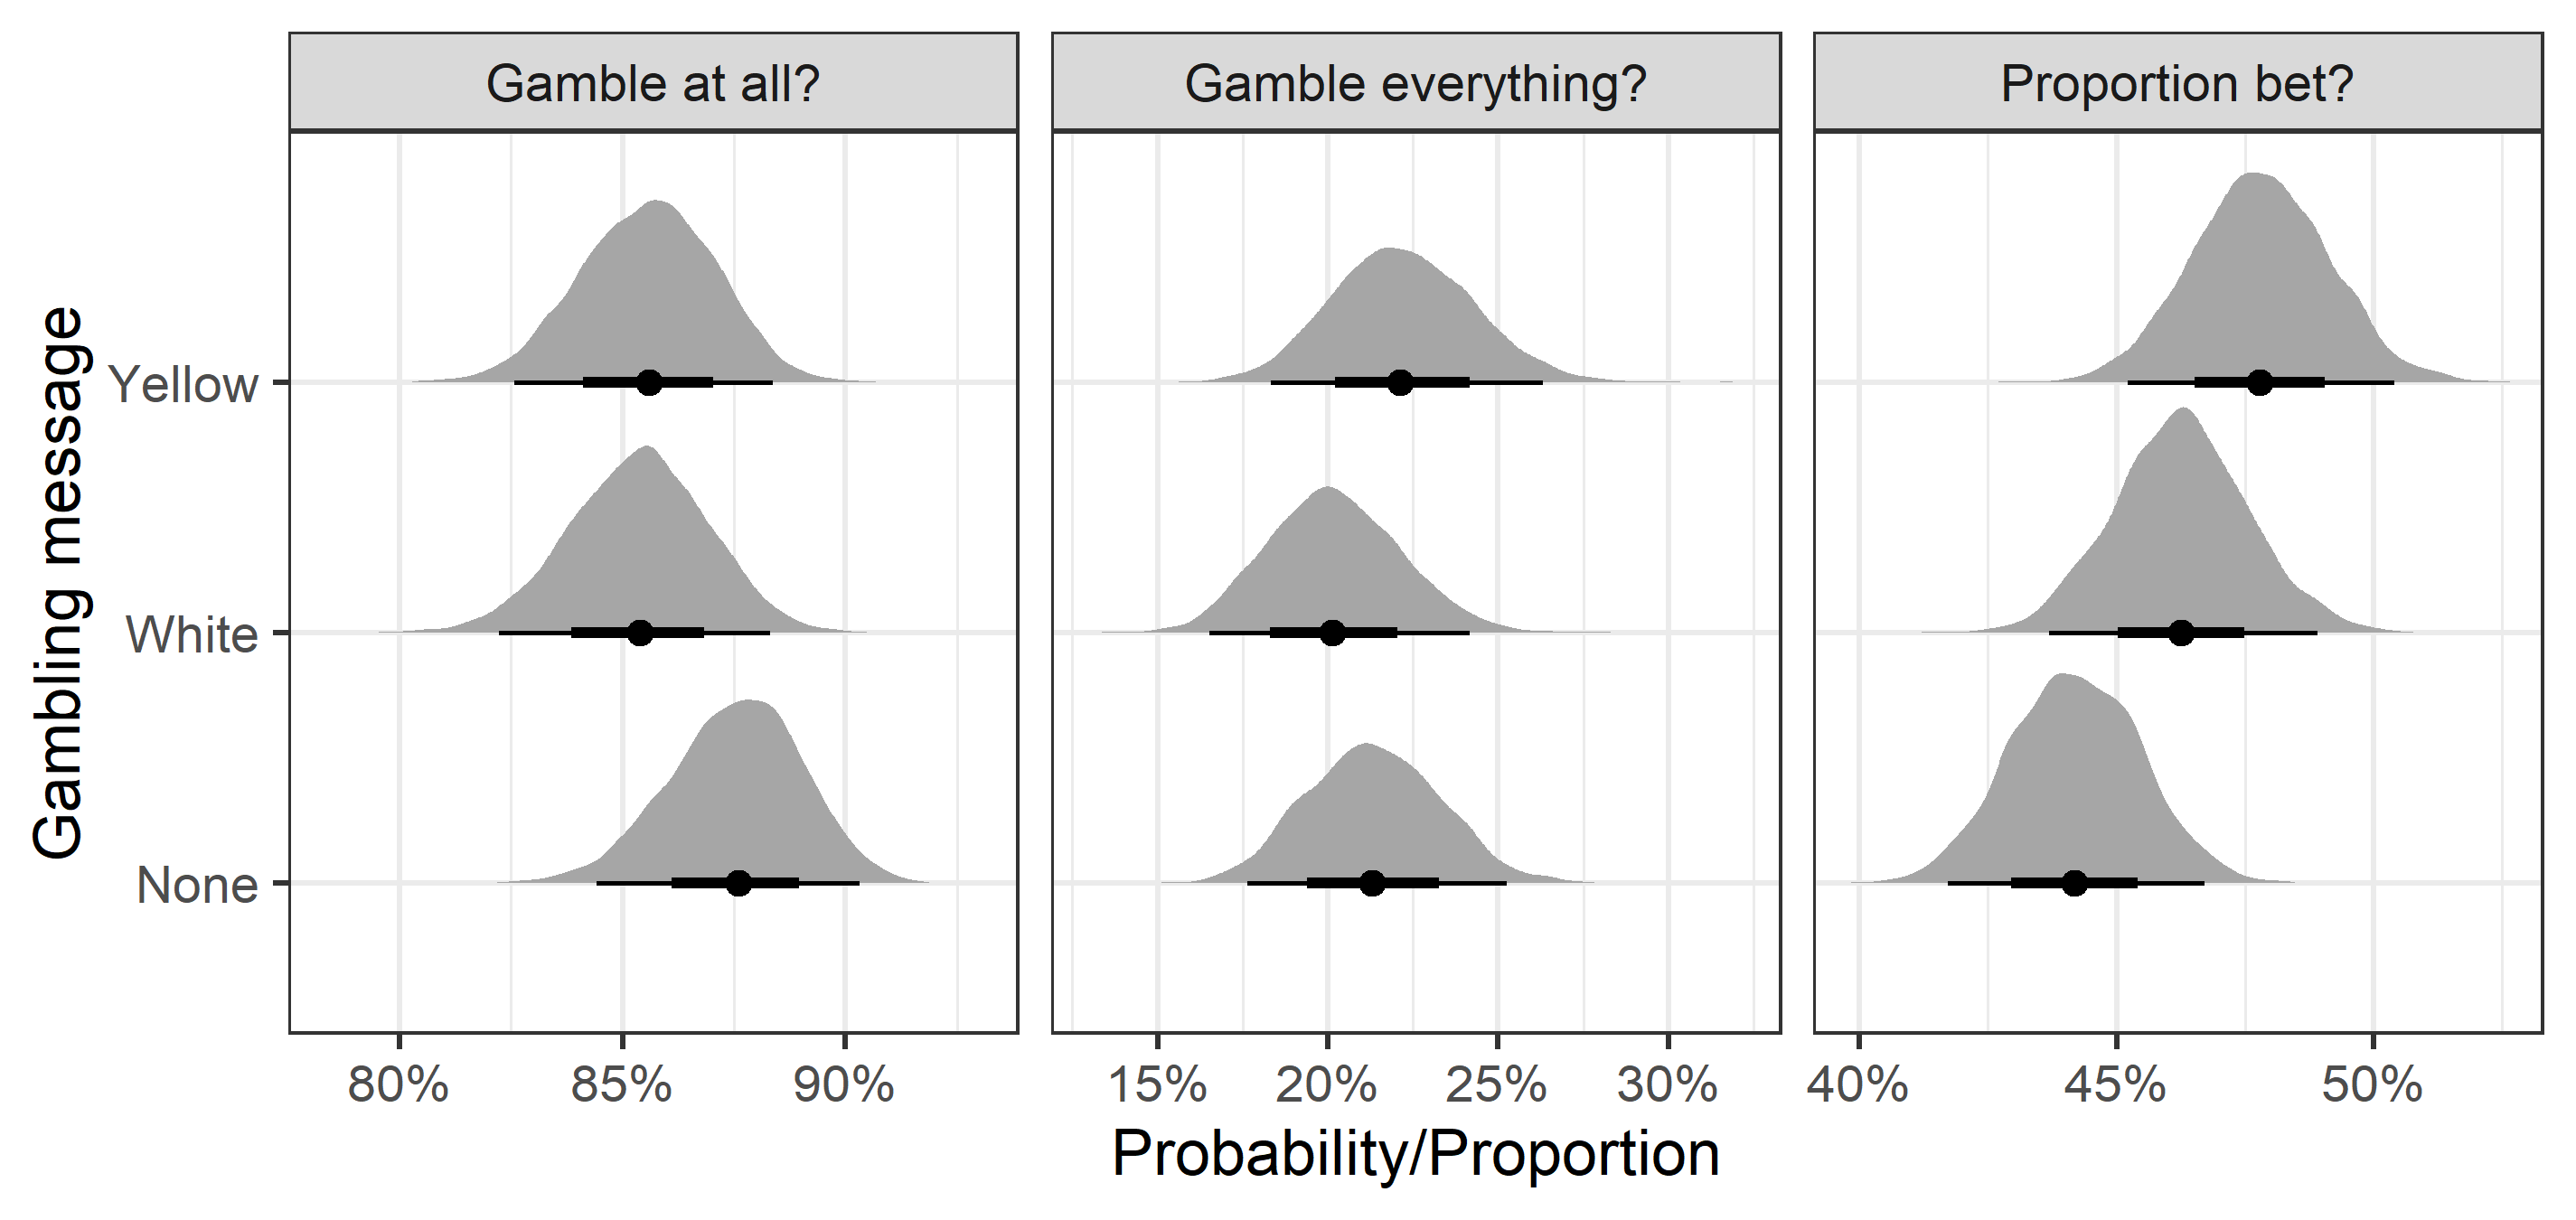 Gamble at all?
Gamble everything?
Proportion bet?
Gambling message
Yellow
White
None
80% 85% 90%
15% 20% 25% 30%
40% 45% 50%
Probability/Proportion